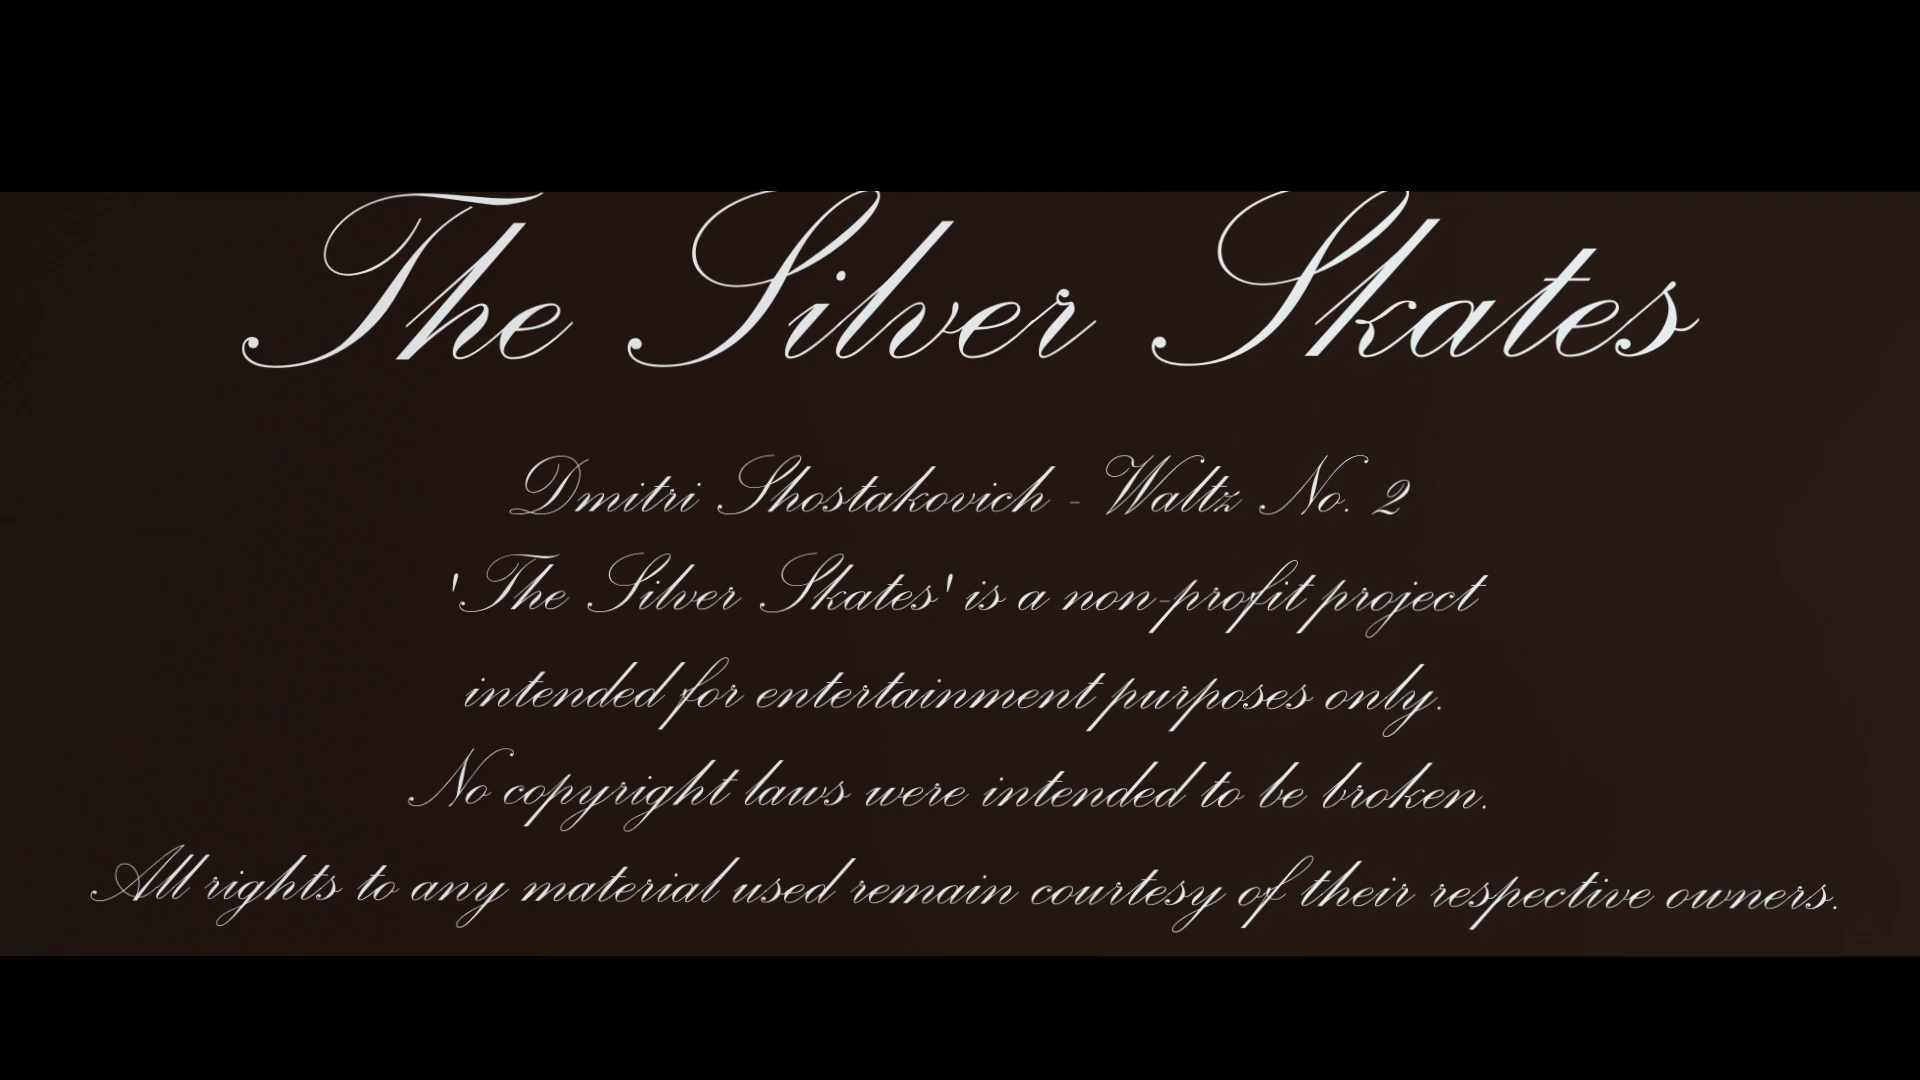 The Silver Skates
Dmitri Shostakovich - Waltz No. 2
'The Silver Skates' is a non-profit project
intended for entertainment purposes only.
No copyright laws were intended to be broken.
All rights to any material used remain courtesy of their respective owners.